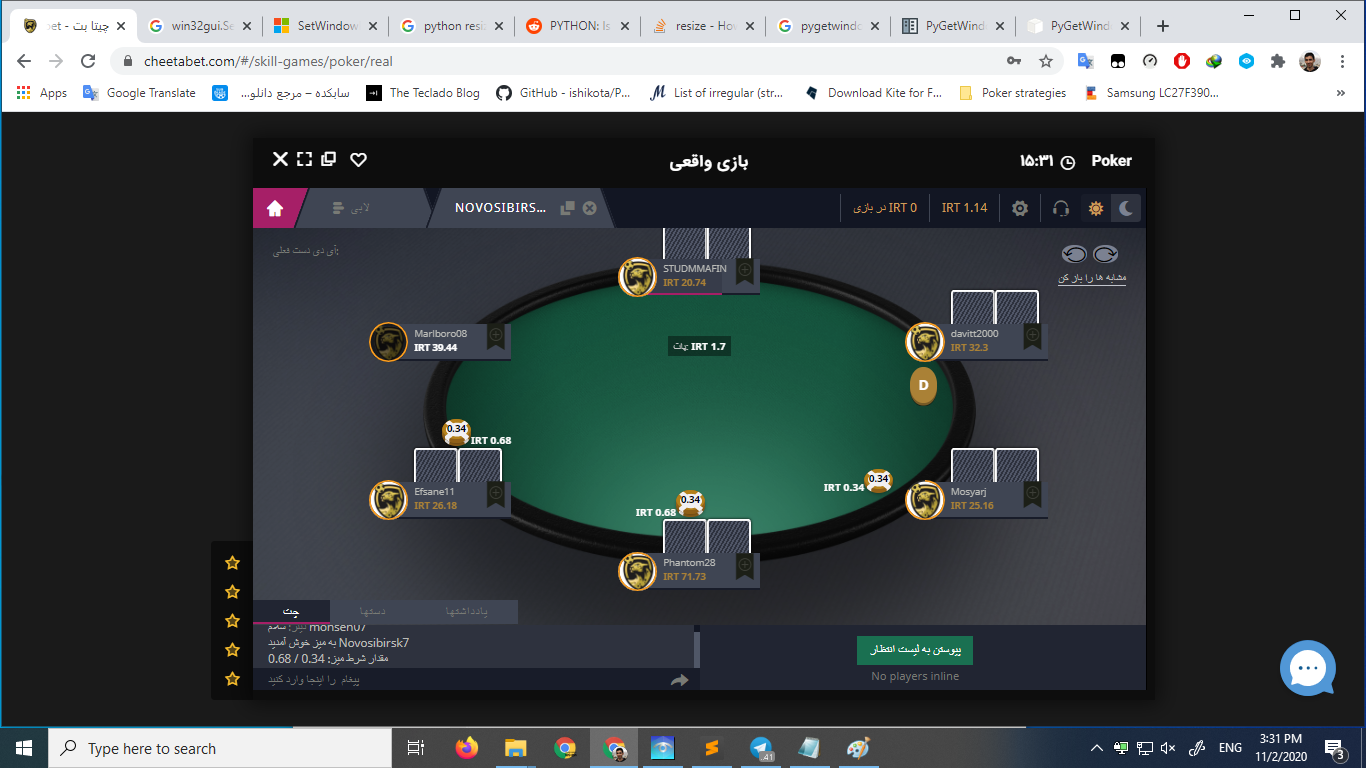 چیتا بت - bet
win32gui.Se
SetWindow
python resiz
PYTHON: Is
resize - How
pygetwindo
PyGetWind
PyGetWind
cheetabet.com/#/skill-games/poker/real
Apps
Google Translate
سابکده – مرجع دانلو...
The Teclado Blog
GitHub - ishikota/P...
List of irregular (str...
Download Kite for F...
Poker strategies
Samsung LC27F390...
بازی واقعی
۱۵:۳۱
Poker
لابی
NOVOSIBIRS...
IRT 0 در بازی
IRT 1.14
آی دی دست فعلی:
مشابه ها را باز کن
STUDMMAFIN
IRT 20.74
Marlboro08
IRT 39.44
davitt2000
IRT 32.3
پات: IRT 1.7
D
0.34
IRT 0.68
0.34
IRT 0.34
Efsane11
IRT 26.18
Mosyarj
IRT 25.16
0.34
IRT 0.68
Phantom28
IRT 71.73
چت
دستها
یادداشتها
mohsen07
Novosibirsk7 به میز خوش آمدید
مقدار شرط میز: 0.34 / 0.68
پیغام را اینجا وارد کنید
پیوستن به لیست انتظار
No players inline
Type here to search
41
ENG
3:31 PM
11/2/2020
3